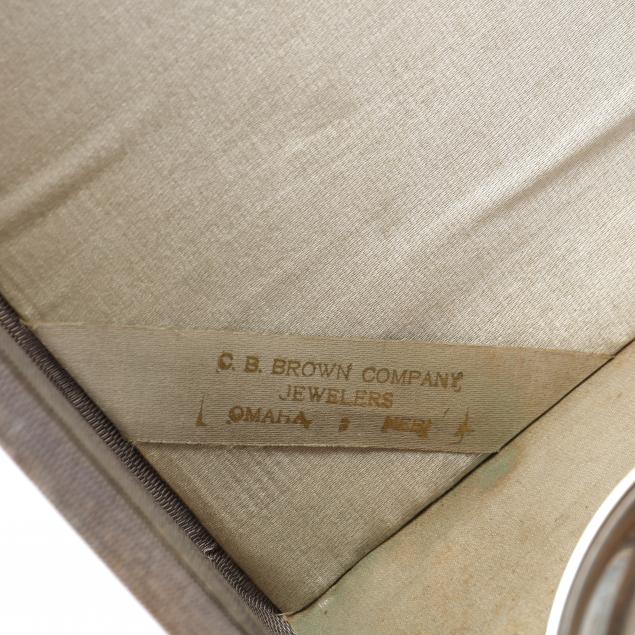 C. B. BROWN COMPANY,
JEWELERS
OMAHA : NEB.